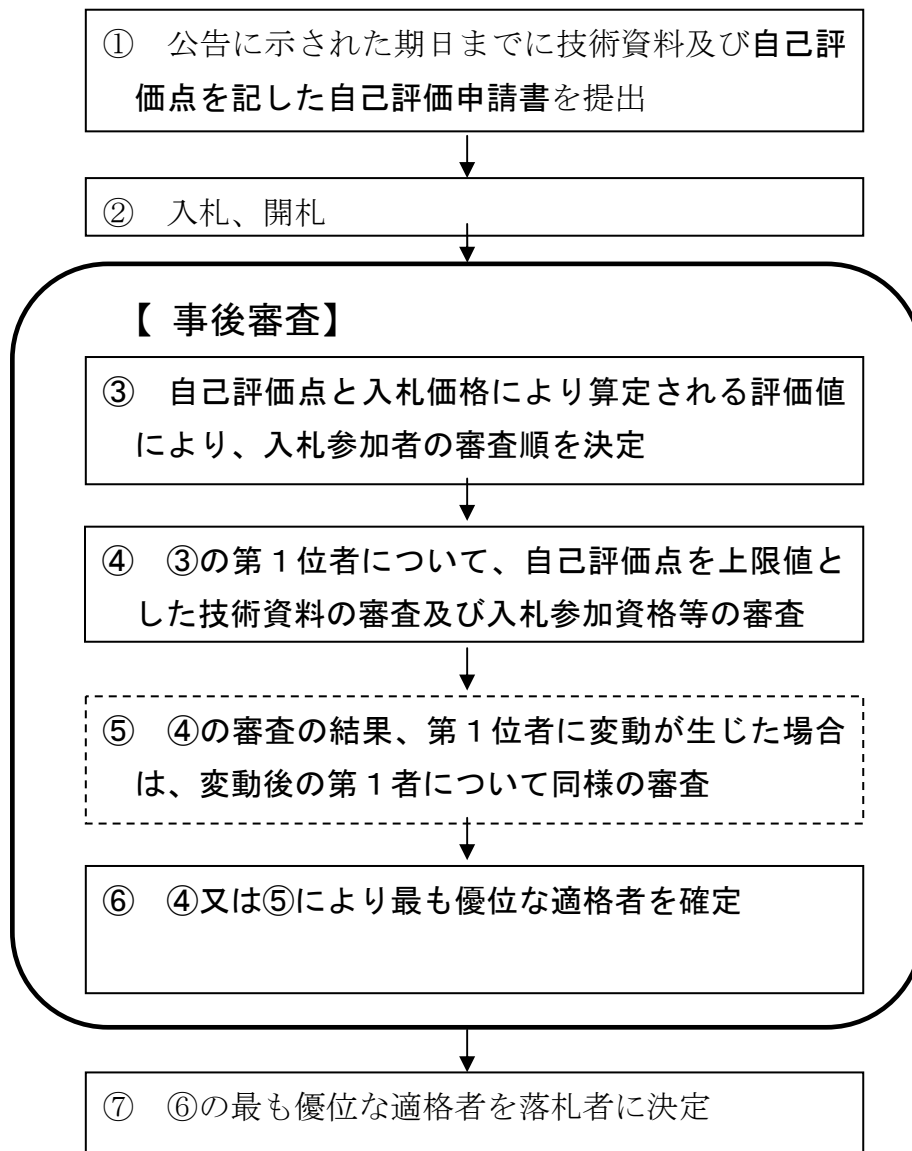 ① 公告に示された期日までに技術資料及び自己評
価点を記した自己評価申請書を提出
② 入札、開札
【 事後審査】
③ 自己評価点と入札価格により算定される評価値
により、入札参加者の審査順を決定
④ ③の第１位者について、自己評価点を上限値と
した技術資料の審査及び入札参加資格等の審査
⑤ ④の審査の結果、第１位者に変動が生じた場合
は、変動後の第１者について同様の審査
⑥ ④又は⑤により最も優位な適格者を確定
⑦ ⑥の最も優位な適格者を落札者に決定